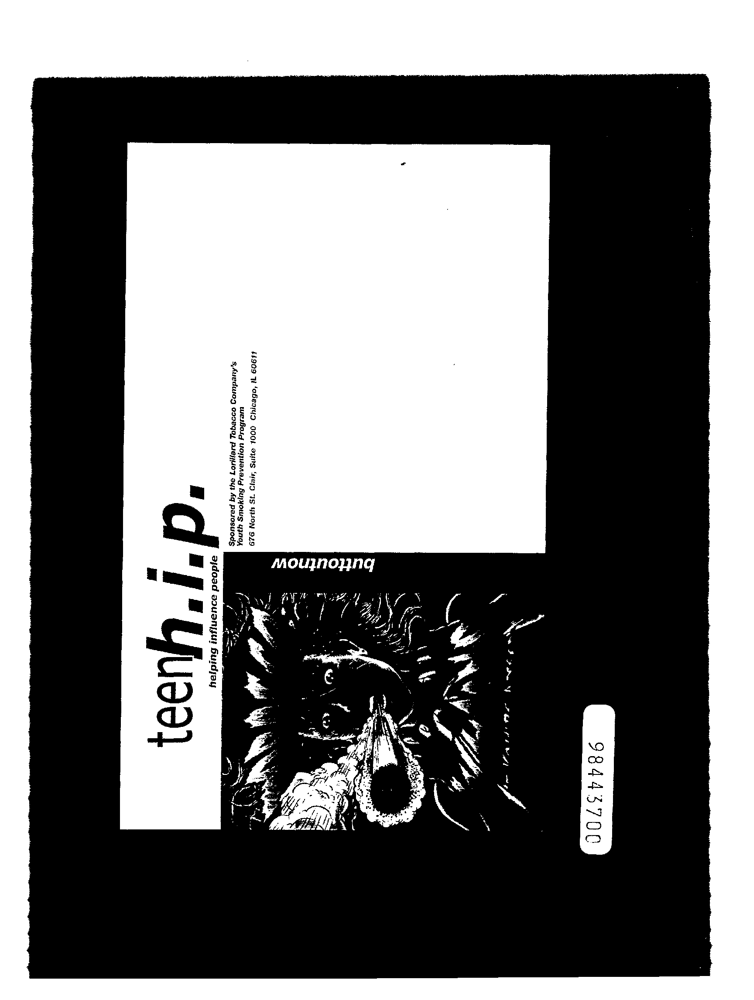 teenh.i.p.
helping influence people
Sponsored by the Lorillard Tobacco Company's
Youth Smoking Prevention Program
676 North St. Clair, Suite 1000 Chicago, IL 60611
buttoutnow
98443700